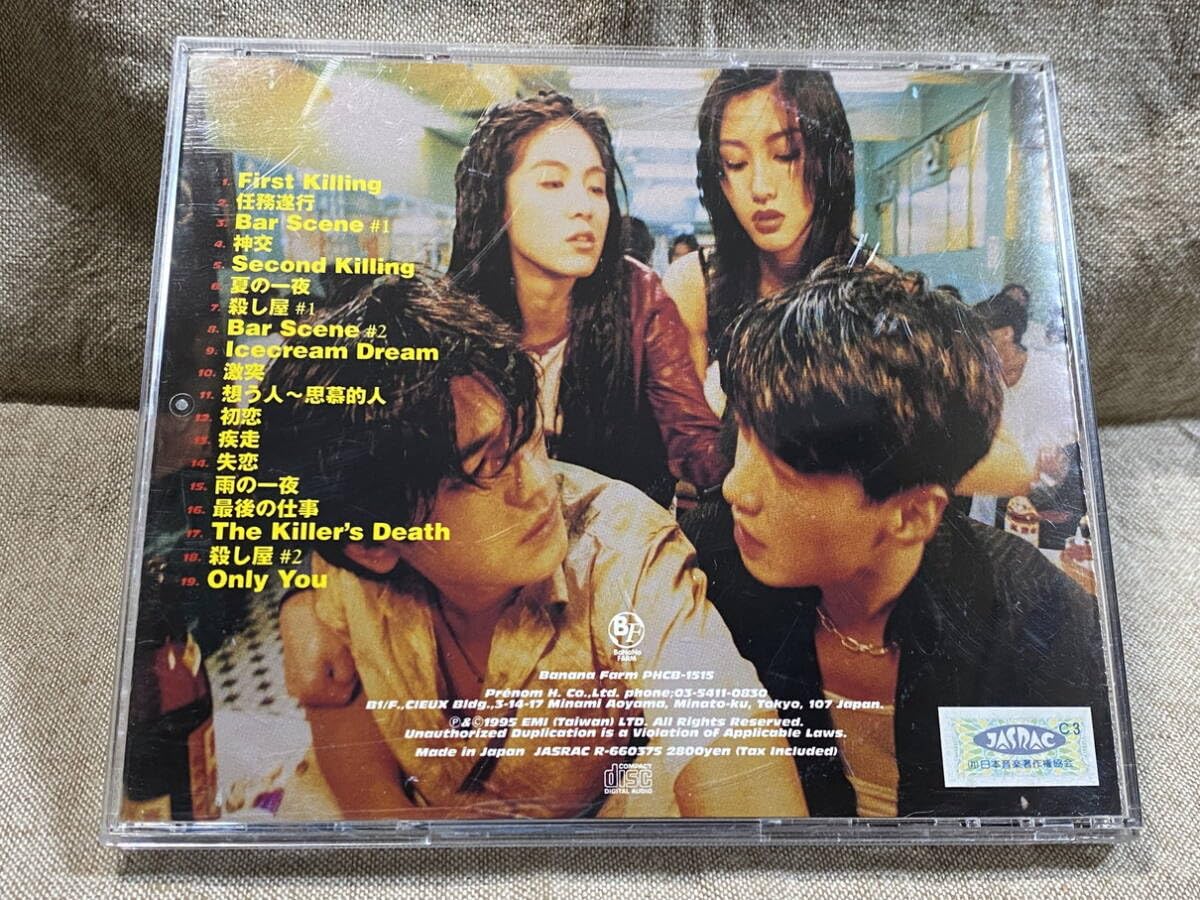 1. First Killing
2. 任務遂行
3. Bar Scene #1
4. 神交
5. Second Killing
6. 夏の一夜
7. 殺し屋 #1
8. Bar Scene #2
9. Icecream Dream
10. 激突
11. 想う人～思慕的人
12. 初恋
13. 疾走
14. 失恋
15. 雨の一夜
16. 最後の仕事
17. The Killer's Death
18. 殺し屋 #2
19. Only You
BF
BaNaNa
FARM
Banana Farm PHCB-1515
Prénom H. Co.,Ltd. phone;03-5411-0830
B1/F.,CIEUX Bldg.,3-14-17 Minami Aoyama, Minato-ku, Tokyo, 107 Japan.
Ⓟ&©1995 EMI (Taiwan) LTD. All Rights Reserved.
Unauthorized Duplication is a Violation of Applicable Laws.
Made in Japan JASRAC R-660375 2800yen (Tax Included)
COMPACT
disc
DIGITAL AUDIO
C3
JASRAC
(社)日本音楽著作権協会